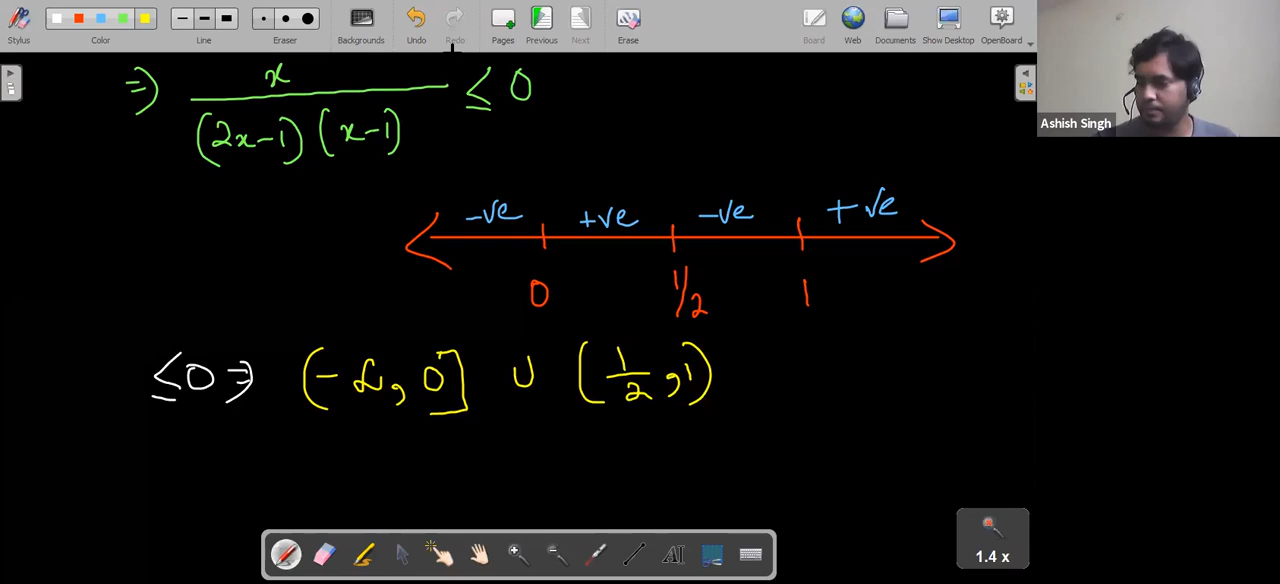 Stylus Color Line Eraser Backgrounds Undo Redo Pages Previous Next Erase Board Web Documents Show Desktop OpenBoard
Ashish Singh
⇒ x / (2x-1)(x-1) ≤ 0
-ve +ve -ve +ve
0 1/2 1
≤0 ⇒ (-∞, 0] ∪ (1/2, 1)
1.4 x